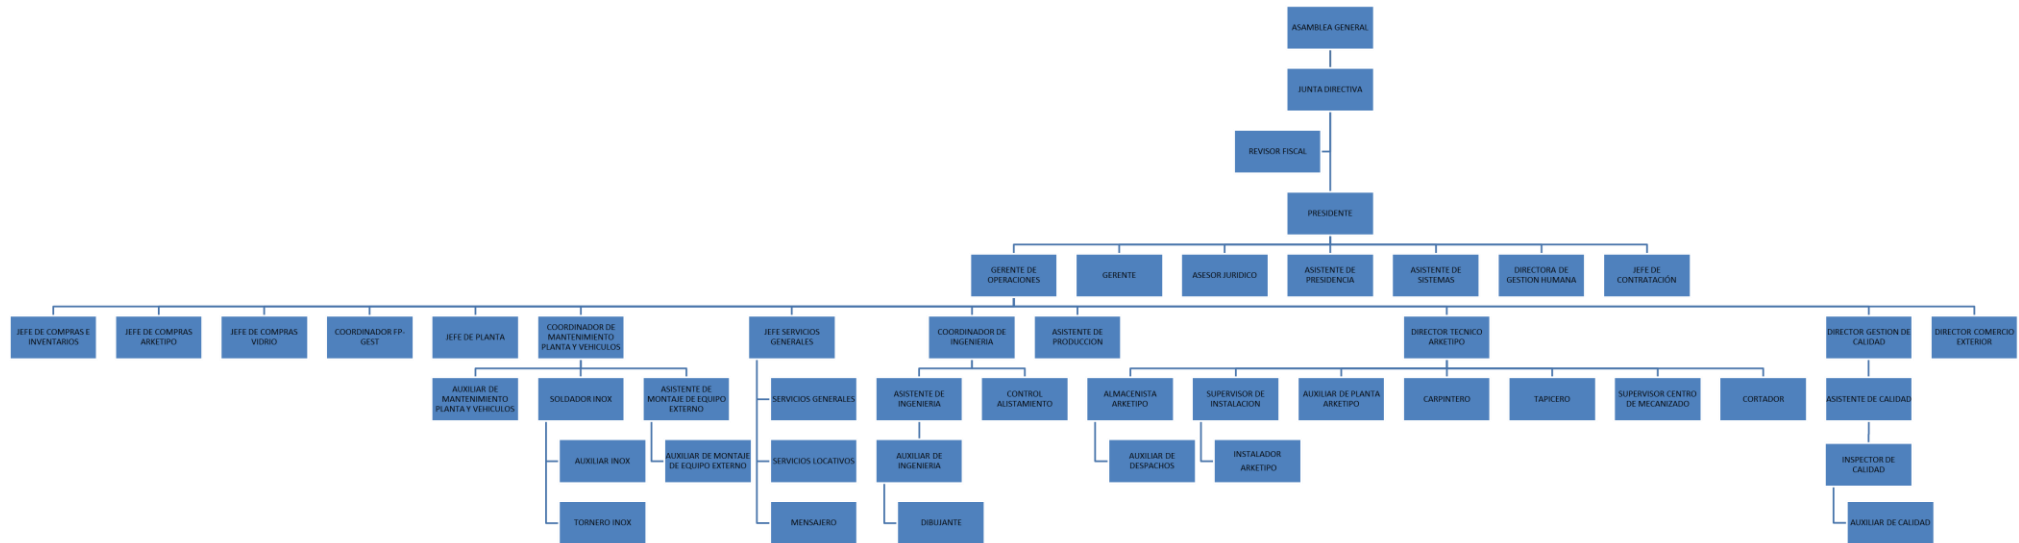 ASAMBLEA GENERAL
JUNTA DIRECTIVA
REVISOR FISCAL
PRESIDENTE
GERENTE DE
OPERACIONES
GERENTE
ASESOR JURIDICO
ASISTENTE DE
PRESIDENCIA
ASISTENTE DE
SISTEMAS
DIRECTORA DE
GESTION HUMANA
JEFE DE
CONTRATACIÓN
JEFE DE COMPRAS E
INVENTARIOS
JEFE DE COMPRAS
ARKETIPO
JEFE DE COMPRAS
VIDRIO
COORDINADOR FP-
GEST
JEFE DE PLANTA
COORDINADOR DE
MANTENIMIENTO
PLANTA Y VEHICULOS
JEFE SERVICIOS
GENERALES
COORDINADOR DE
INGENIERIA
ASISTENTE DE
PRODUCCION
DIRECTOR TECNICO
ARKETIPO
DIRECTOR GESTION DE
CALIDAD
DIRECTOR COMERCIO
EXTERIOR
AUXILIAR DE
MANTENIMIENTO
PLANTA Y VEHICULOS
SOLDADOR INOX
ASISTENTE DE
MONTAJE DE EQUIPO
EXTERNO
SERVICIOS GENERALES
ASISTENTE DE
INGENIERIA
CONTROL
ALISTAMIENTO
ALMACENISTA
ARKETIPO
SUPERVISOR DE
INSTALACION
AUXILIAR DE PLANTA
ARKETIPO
CARPINTERO
TAPICERO
SUPERVISOR CENTRO
DE MECANIZADO
CORTADOR
ASISTENTE DE CALIDAD
AUXILIAR INOX
AUXILIAR DE MONTAJE
DE EQUIPO EXTERNO
SERVICIOS LOCATIVOS
AUXILIAR DE
INGENIERIA
AUXILIAR DE
DESPACHOS
INSTALADOR
ARKETIPO
INSPECTOR DE
CALIDAD
TORNERO INOX
MENSAJERO
DIBUJANTE
AUXILIAR DE CALIDAD